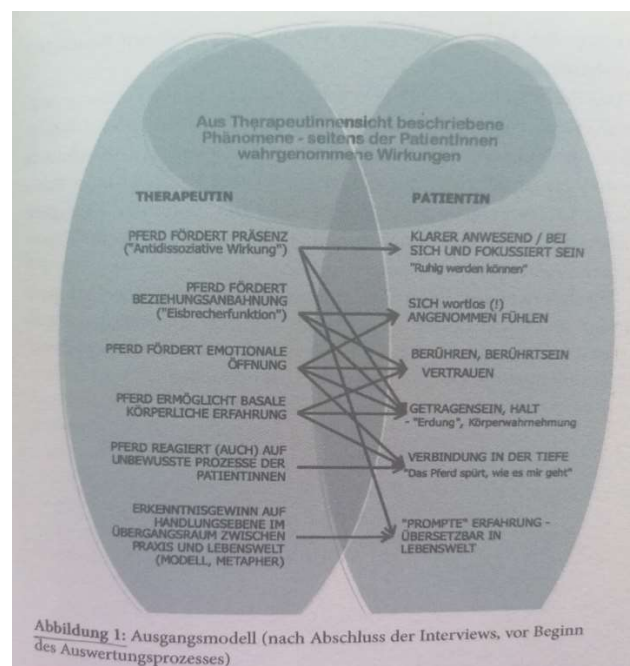 Aus Therapeutinnensicht beschriebene
Phänomene - seitens der PatientInnen
wahrgenommene Wirkungen
THERAPEUTIN
PFERD FÖRDERT PRÄSENZ
("Antidissoziative Wirkung")
PFERD FÖRDERT
BEZIEHUNGSANBAHNUNG
("Eisbrecherfunktion")
PFERD FÖRDERT EMOTIONALE
ÖFFNUNG
PFERD ERMÖGLICHT BASALE
KÖRPERLICHE ERFAHRUNG
PFERD REAGIERT (AUCH) AUF
UNBEWUSSTE PROZESSE DER
PATIENTINNEN
ERKENNTNISGEWINN AUF
HANDLUNGSEBENE IM
ÜBERGANGSRAUM ZWISCHEN
PRAXIS UND LEBENSWELT
(MODELL, METAPHER)
PATIENTIN
KLARER ANWESEND / BEI
SICH UND FOKUSSIERT SEIN
"Ruhig werden können"
SICH wortlos (!)
ANGENOMMEN FÜHLEN
BERÜHREN, BERÜHRTSEIN
VERTRAUEN
GETRAGENSEIN, HALT
- "Erdung", Körperwahrnehmung
VERBINDUNG IN DER TIEFE
"Das Pferd spürt, wie es mir geht"
"PROMPTE" ERFAHRUNG -
ÜBERSETZBAR IN
LEBENSWELT
Abbildung 1: Ausgangsmodell (nach Abschluss der Interviews, vor Beginn
des Auswertungsprozesses)